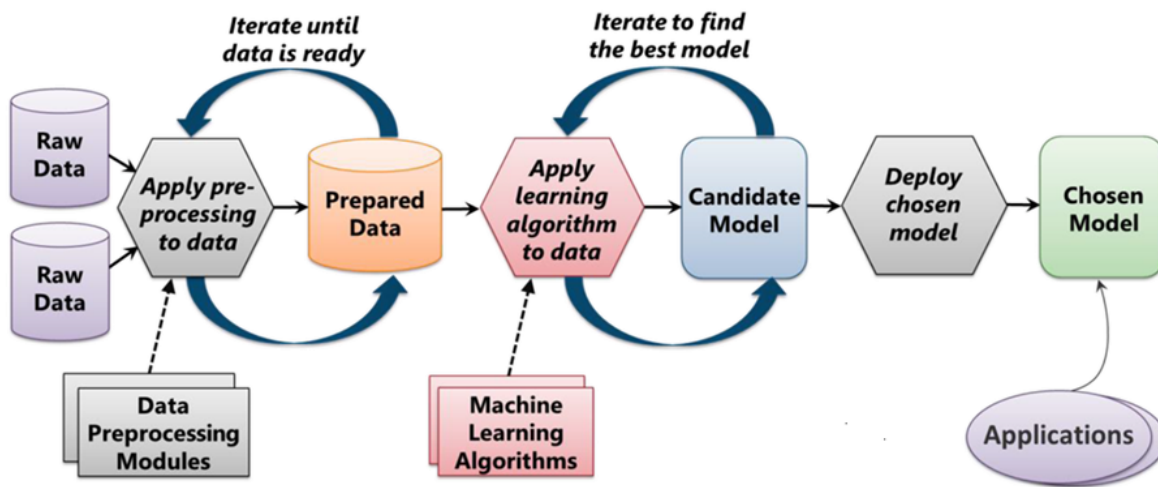 Iterate until
data is ready
Iterate to find
the best model
Raw
Data
Raw
Data
Apply pre-
processing
to data
Prepared
Data
Apply
learning
algorithm
to data
Candidate
Model
Deploy
chosen
model
Chosen
Model
Data
Preprocessing
Modules
Machine
Learning
Algorithms
Applications